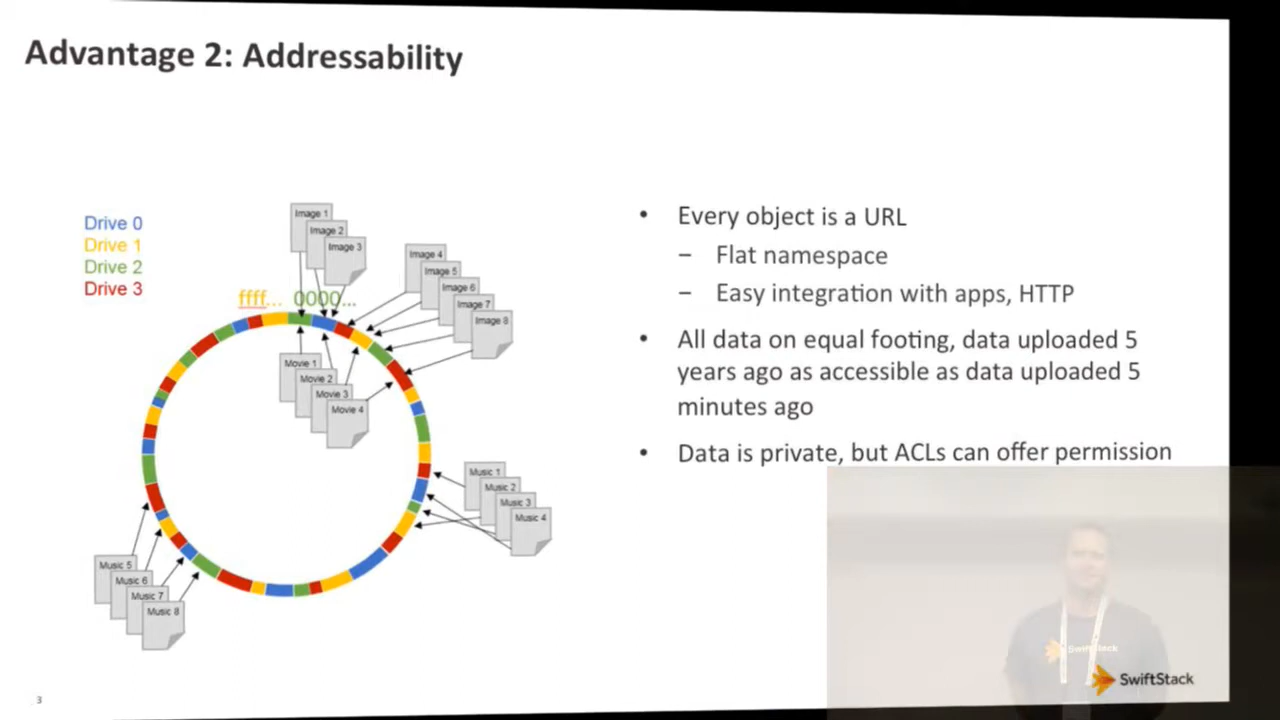 Advantage 2: Addressability
Drive 0
Drive 1
Drive 2
Drive 3
ffff... 0000...
Image 1
Image 2
Image 3
Image 4
Image 5
Image 6
Image 7
Image 8
Movie 1
Movie 2
Movie 3
Movie 4
Music 1
Music 2
Music 3
Music 4
Music 5
Music 6
Music 7
Music 8
• Every object is a URL
– Flat namespace
– Easy integration with apps, HTTP
• All data on equal footing, data uploaded 5
years ago as accessible as data uploaded 5
minutes ago
• Data is private, but ACLs can offer permission
SwiftStack
SwiftStack
3